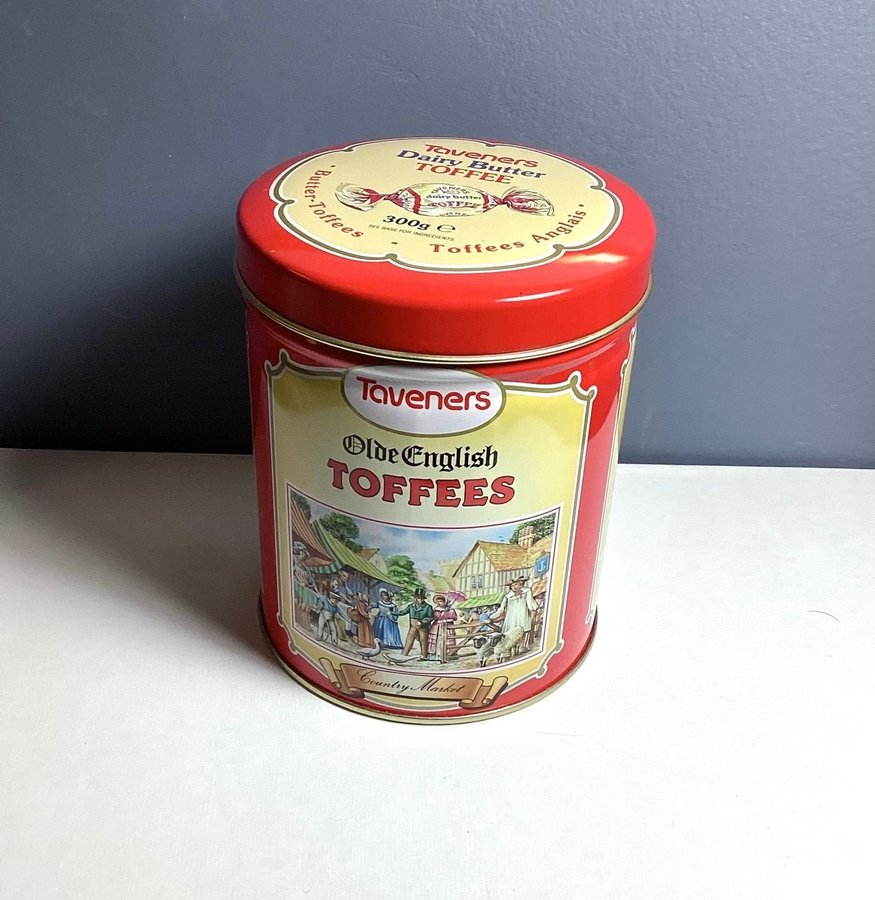 Taveners
Dairy Butter
TOFFEE
dairy butter
TOFFEE
300g ℮
SEE BASE FOR INGREDIENTS
· Butter-Toffees · Toffees Anglais ·
Taveners
Olde English
TOFFEES
Country Market